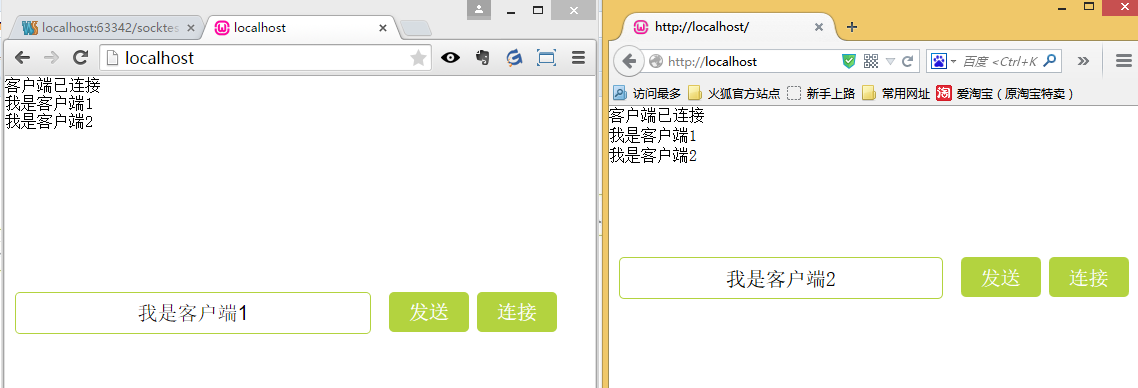 localhost:63342/socktes
localhost
localhost
客户端已连接
我是客户端1
我是客户端2
我是客户端1
发送
连接
http://localhost/
http://localhost
百度 <Ctrl+K
访问最多
火狐官方站点
新手上路
常用网址
淘
爱淘宝（原淘宝特卖）
客户端已连接
我是客户端1
我是客户端2
我是客户端2
发送
连接